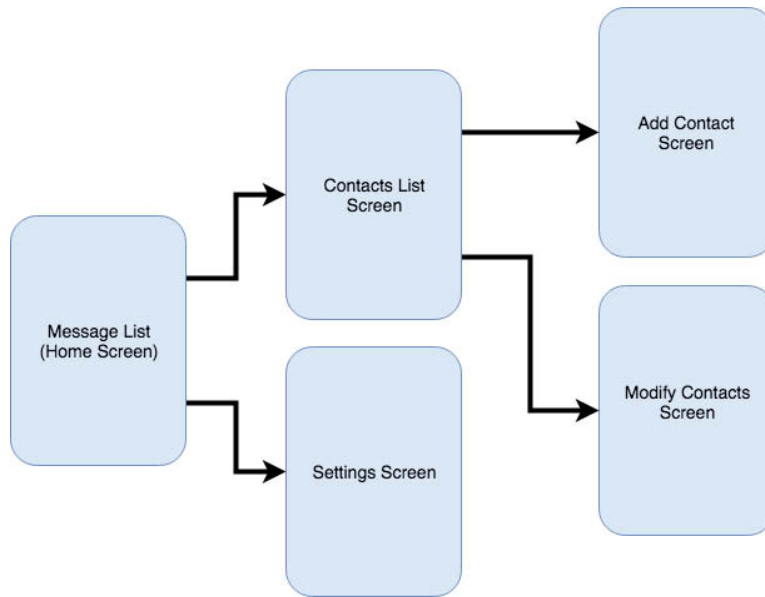 Message List
(Home Screen)
Contacts List
Screen
Settings Screen
Add Contact
Screen
Modify Contacts
Screen